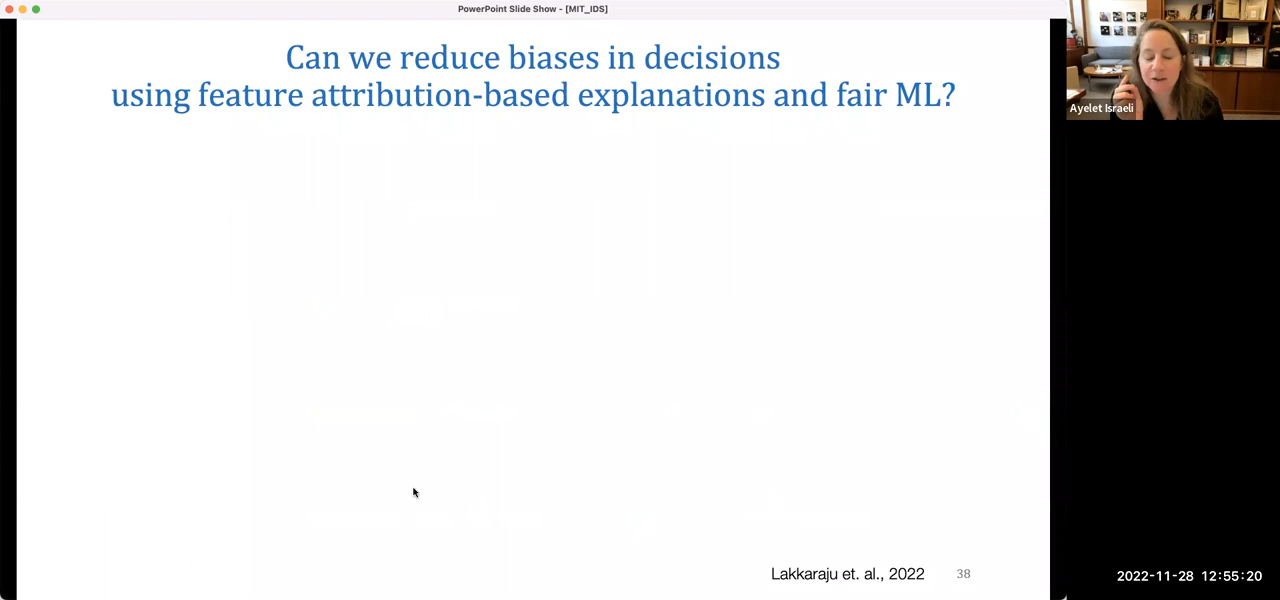 PowerPoint Slide Show - [MIT_IDS]
Can we reduce biases in decisions
using feature attribution-based explanations and fair ML?
Ayelet Israeli
Lakkaraju et. al., 2022
38
2022-11-28 12:55:20